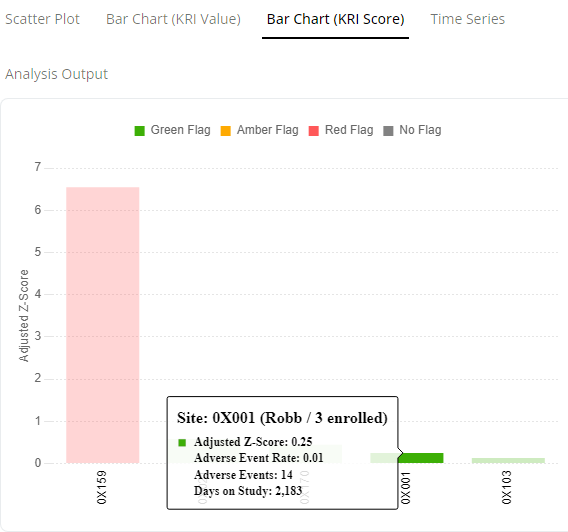 Scatter Plot Bar Chart (KRI Value) Bar Chart (KRI Score) Time Series
Analysis Output
Green Flag Amber Flag Red Flag No Flag
Adjusted Z-Score
7
6
5
4
3
2
1
0
Site: 0X001 (Robb / 3 enrolled)
Adjusted Z-Score: 0.25
Adverse Event Rate: 0.01
Adverse Events: 14
Days on Study: 2,183
0X159
0X001
0X103